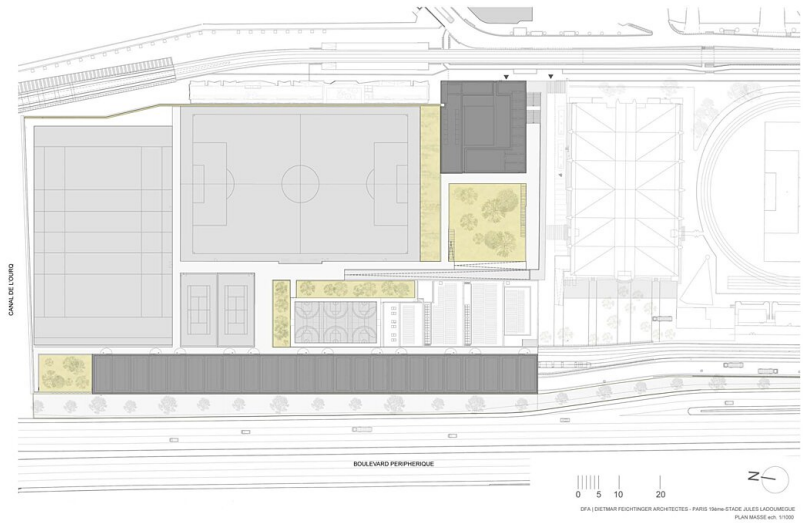 CANAL DE L'OURQ
BOULEVARD PERIPHERIQUE
N
0 5 10 20
DFA | DIETMAR FEICHTINGER ARCHITECTES - PARIS 19ème-STADE JULES LADOUMEGUE
PLAN MASSE ech. 1/1000